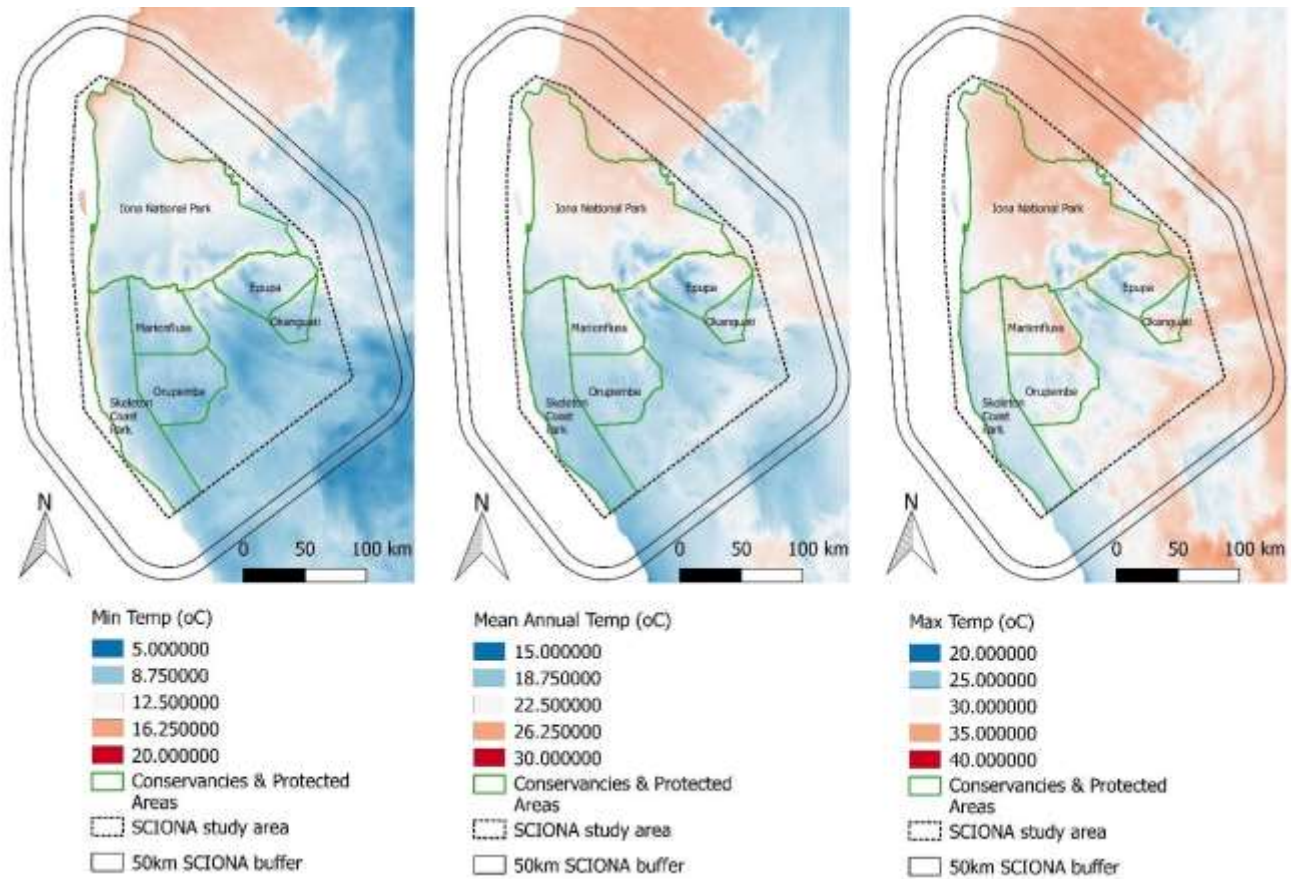 Iona National Park
Epupa
Okanguati
Marienfluss
Orupembe
Skeleton
Coast
Park
N
0 50 100 km
Min Temp (oC)
5.000000
8.750000
12.500000
16.250000
20.000000
Conservancies & Protected
Areas
SCIONA study area
50km SCIONA buffer
Iona National Park
Epupa
Okanguati
Marienfluss
Orupembe
Skeleton
Coast
Park
N
0 50 100 km
Mean Annual Temp (oC)
15.000000
18.750000
22.500000
26.250000
30.000000
Conservancies & Protected
Areas
SCIONA study area
50km SCIONA buffer
Iona National Park
Epupa
Okanguati
Marienfluss
Orupembe
Skeleton
Coast
Park
N
0 50 100 km
Max Temp (oC)
20.000000
25.000000
30.000000
35.000000
40.000000
Conservancies & Protected
Areas
SCIONA study area
50km SCIONA buffer